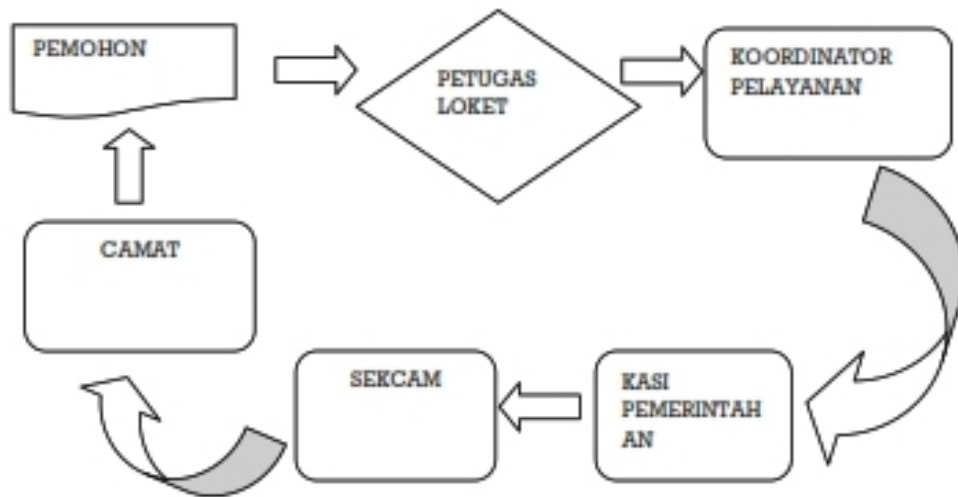 PEMOHON
PETUGAS
LOKET
KOORDINATOR
PELAYANAN
CAMAT
SEKCAM
KASI
PEMERINTAH
AN